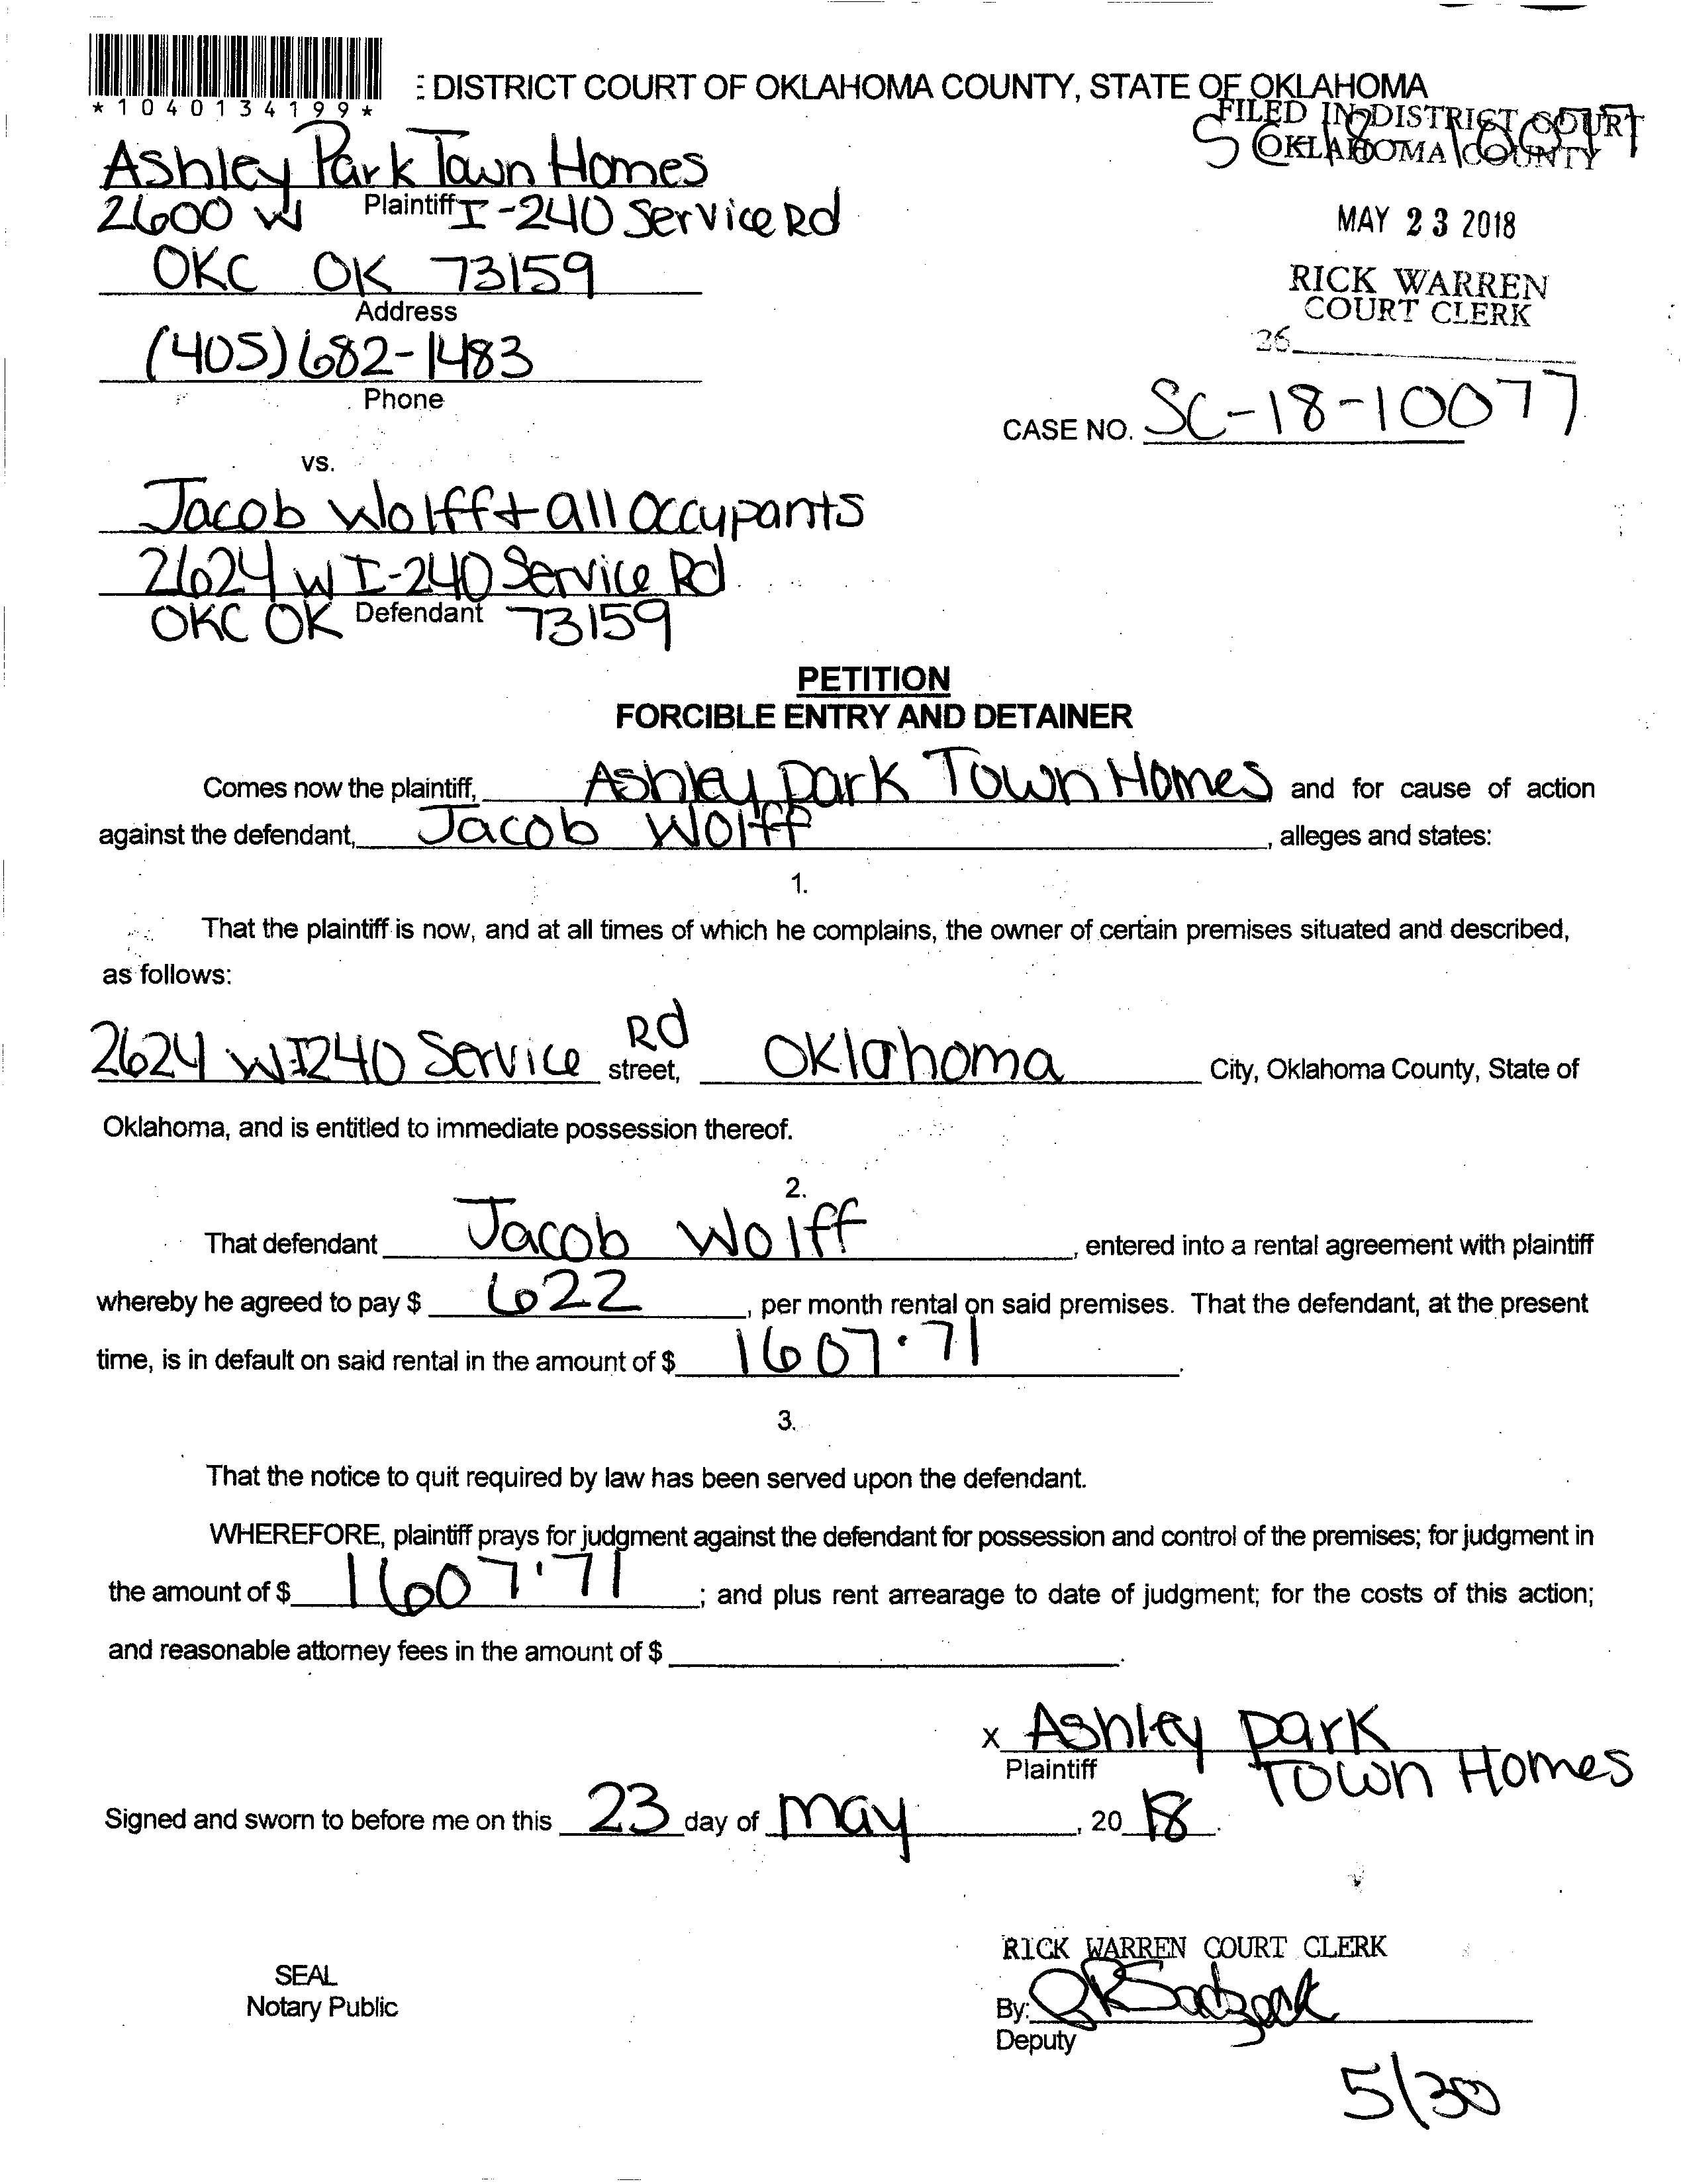 *1040134199*
: DISTRICT COURT OF OKLAHOMA COUNTY, STATE OF OKLAHOMA
FILED IN DISTRICT COURT
OKLAHOMA COUNTY
SC 18 10077
Ashley Park Town Homes
2600 W Plaintiff I-240 Service Rd
MAY 23 2018
OKC OK 73159
Address
RICK WARREN
COURT CLERK
(405)682-1483
36
Phone
CASE NO. SC-18-10077
vs.
Jacob Wolff + all occupants
2624 W I-240 Service Rd
OKC OK Defendant 73159
PETITION
FORCIBLE ENTRY AND DETAINER
Comes now the plaintiff, Ashley Park Town Homes and for cause of action
against the defendant, Jacob Wolff, alleges and states:
1.
That the plaintiff is now, and at all times of which he complains, the owner of certain premises situated and described,
as follows:
2624 W I240 Service Rd street, Oklahoma City, Oklahoma County, State of
Oklahoma, and is entitled to immediate possession thereof.
2.
That defendant Jacob Wolff, entered into a rental agreement with plaintiff
whereby he agreed to pay $ 622, per month rental on said premises. That the defendant, at the present
time, is in default on said rental in the amount of $ 1607.71.
3.
That the notice to quit required by law has been served upon the defendant.
WHEREFORE, plaintiff prays for judgment against the defendant for possession and control of the premises; for judgment in
the amount of $ 1607.71; and plus rent arrearage to date of judgment; for the costs of this action;
and reasonable attorney fees in the amount of $ .
x Ashley Park
Plaintiff Town Homes
Signed and sworn to before me on this 23 day of May, 20 18.
RICK WARREN COURT CLERK
SEAL
Notary Public
By:
Deputy
5/30